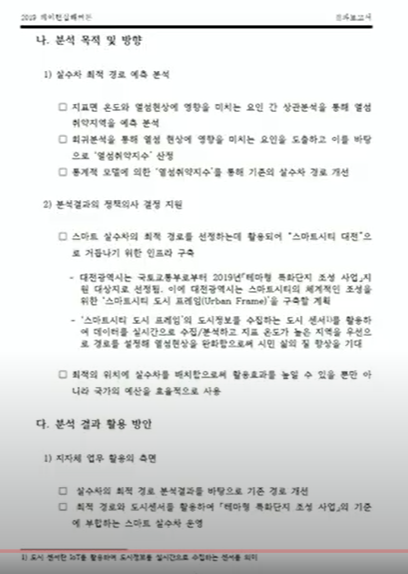 2019 데이터실태버른
결과보고서
나. 분석 목적 및 방향
1) 살수차 최적 경로 예측 분석
□ 지표면 온도와 열섬현상에 영향을 미치는 요인 간 상관분석을 통해 열섬
취약지역을 예측 분석
□ 회귀분석을 통해 열섬 현상에 영향을 미치는 요인을 도출하고 이를 바탕
으로 '열섬취약지수' 산정
□ 통계적 모델에 의한 '열섬취약지수'를 통해 기존의 살수차 경로 개선
2) 분석결과의 정책의사 결정 지원
□ 스마트 살수차의 최적 경로를 선정하는데 활용되어 "스마트시티 대전"으
로 거듭나기 위한 인프라 구축
- 대전광역시는 국토교통부로부터 2019년「테마형 특화단지 조성 사업」지
원 대상지로 선정됨. 이에 대전광역시는 스마트시티의 체계적인 조성을
위한 '스마트시티 도시 프레임(Urban Frame)'을 구축할 계획
- '스마트시티 도시 프레임'의 도시정보를 수집하는 도시 센서1)를 활용하
여 데이터를 실시간으로 수집/분석하고 지표 온도가 높은 지역을 우선으
로 경로를 설정해 열섬현상을 완화함으로써 시민 삶의 질 향상을 기대
□ 최적의 위치에 살수차를 배치함으로써 활용효과를 높일 수 있을 뿐만 아
니라 국가의 예산을 효율적으로 사용
다. 분석 결과 활용 방안
1) 지자체 업무 활용의 측면
□ 살수차의 최적 경로 분석결과를 바탕으로 기존 경로 개선
□ 최적 경로와 도시센서를 활용하여「테마형 특화단지 조성 사업」의 기준
에 부합하는 스마트 살수차 운영
1) 도시 센서란 IoT를 활용하여 도시정보를 실시간으로 수집하는 센서를 의미